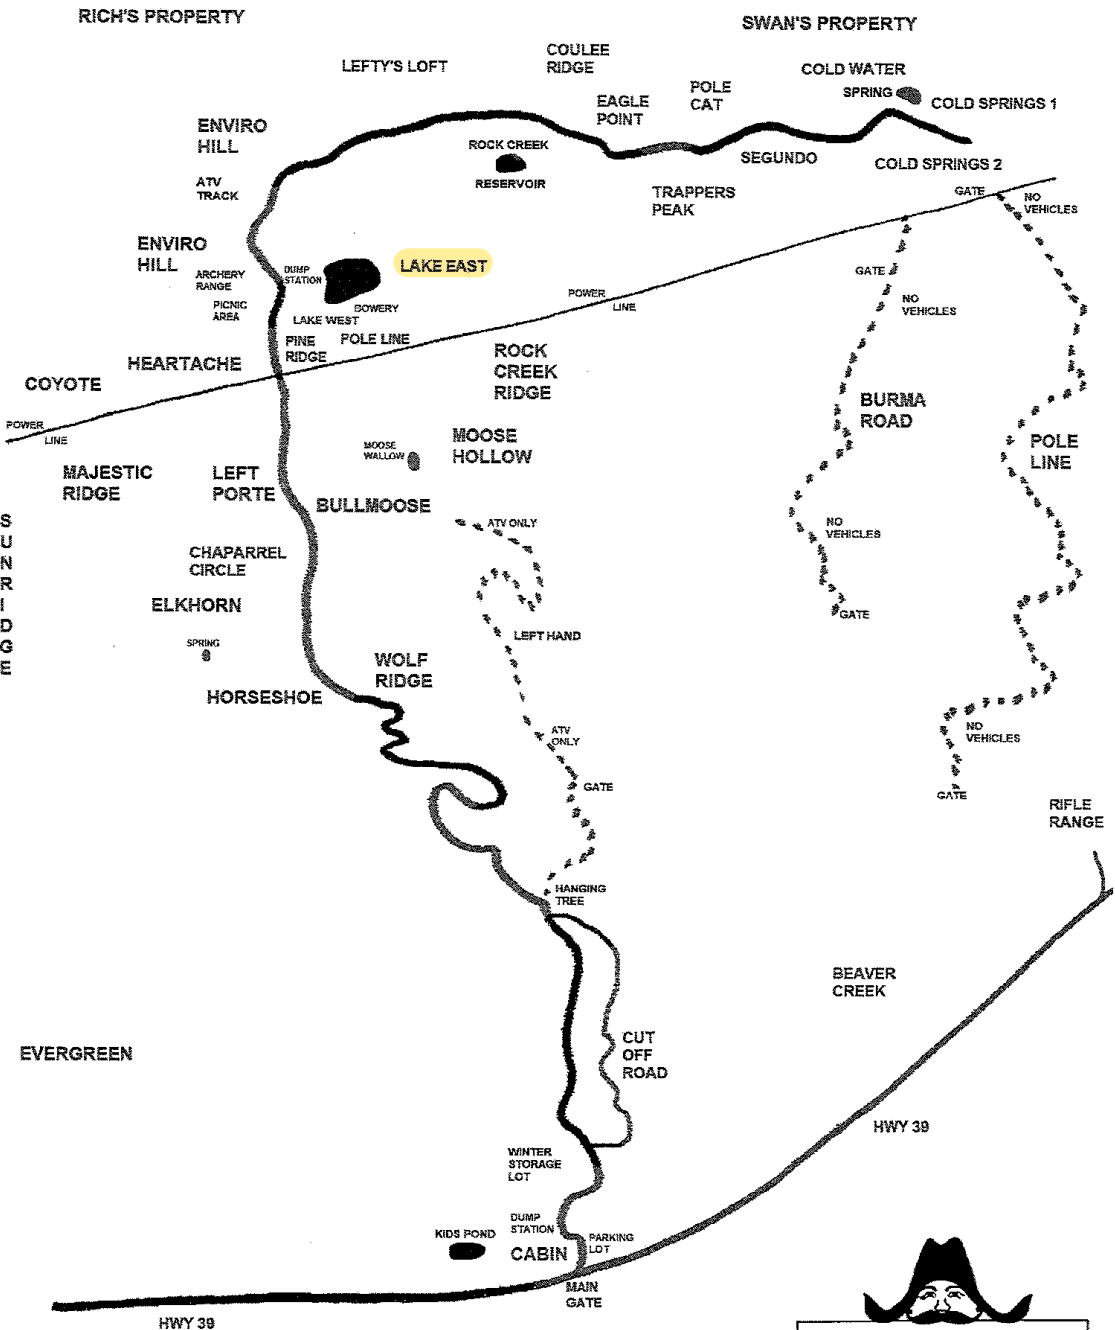 RICH'S PROPERTY
SWAN'S PROPERTY
LEFTY'S LOFT
COULEE
RIDGE
COLD WATER
SPRING
COLD SPRINGS 1
POLE
CAT
EAGLE
POINT
ENVIRO
HILL
ROCK CREEK
RESERVOIR
SEGUNDO
COLD SPRINGS 2
ATV
TRACK
TRAPPERS
PEAK
GATE
NO
VEHICLES
ENVIRO
HILL
ARCHERY
RANGE
DUMP
STATION
LAKE EAST
GATE
NO
VEHICLES
PICNIC
AREA
BOWERY
LAKE WEST
POWER
LINE
PINE
RIDGE
POLE LINE
HEARTACHE
ROCK
CREEK
RIDGE
COYOTE
BURMA
ROAD
POWER
LINE
MOOSE
WALLOW
MOOSE
HOLLOW
POLE
LINE
MAJESTIC
RIDGE
LEFT
PORTE
BULLMOOSE
S
U
N
R
I
D
G
E
ATV ONLY
NO
VEHICLES
CHAPARREL
CIRCLE
ELKHORN
GATE
LEFT HAND
SPRING
WOLF
RIDGE
HORSESHOE
ATV
ONLY
NO
VEHICLES
GATE
GATE
RIFLE
RANGE
HANGING
TREE
BEAVER
CREEK
CUT
OFF
ROAD
EVERGREEN
HWY 39
WINTER
STORAGE
LOT
DUMP
STATION
KIDS POND
CABIN
PARKING
LOT
MAIN
GATE
HWY 39